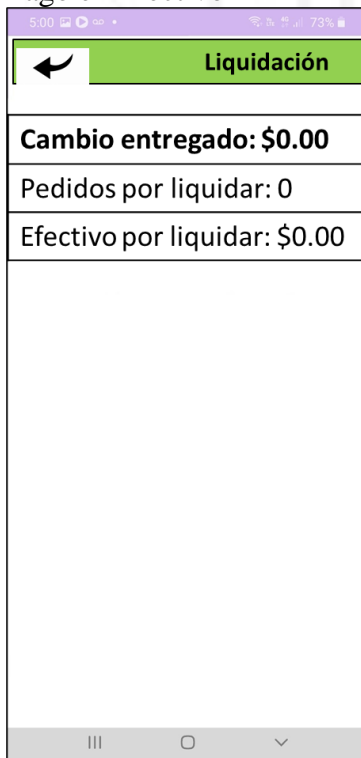 5:00
73%
Liquidación
Cambio entregado: $0.00
Pedidos por liquidar: 0
Efectivo por liquidar: $0.00